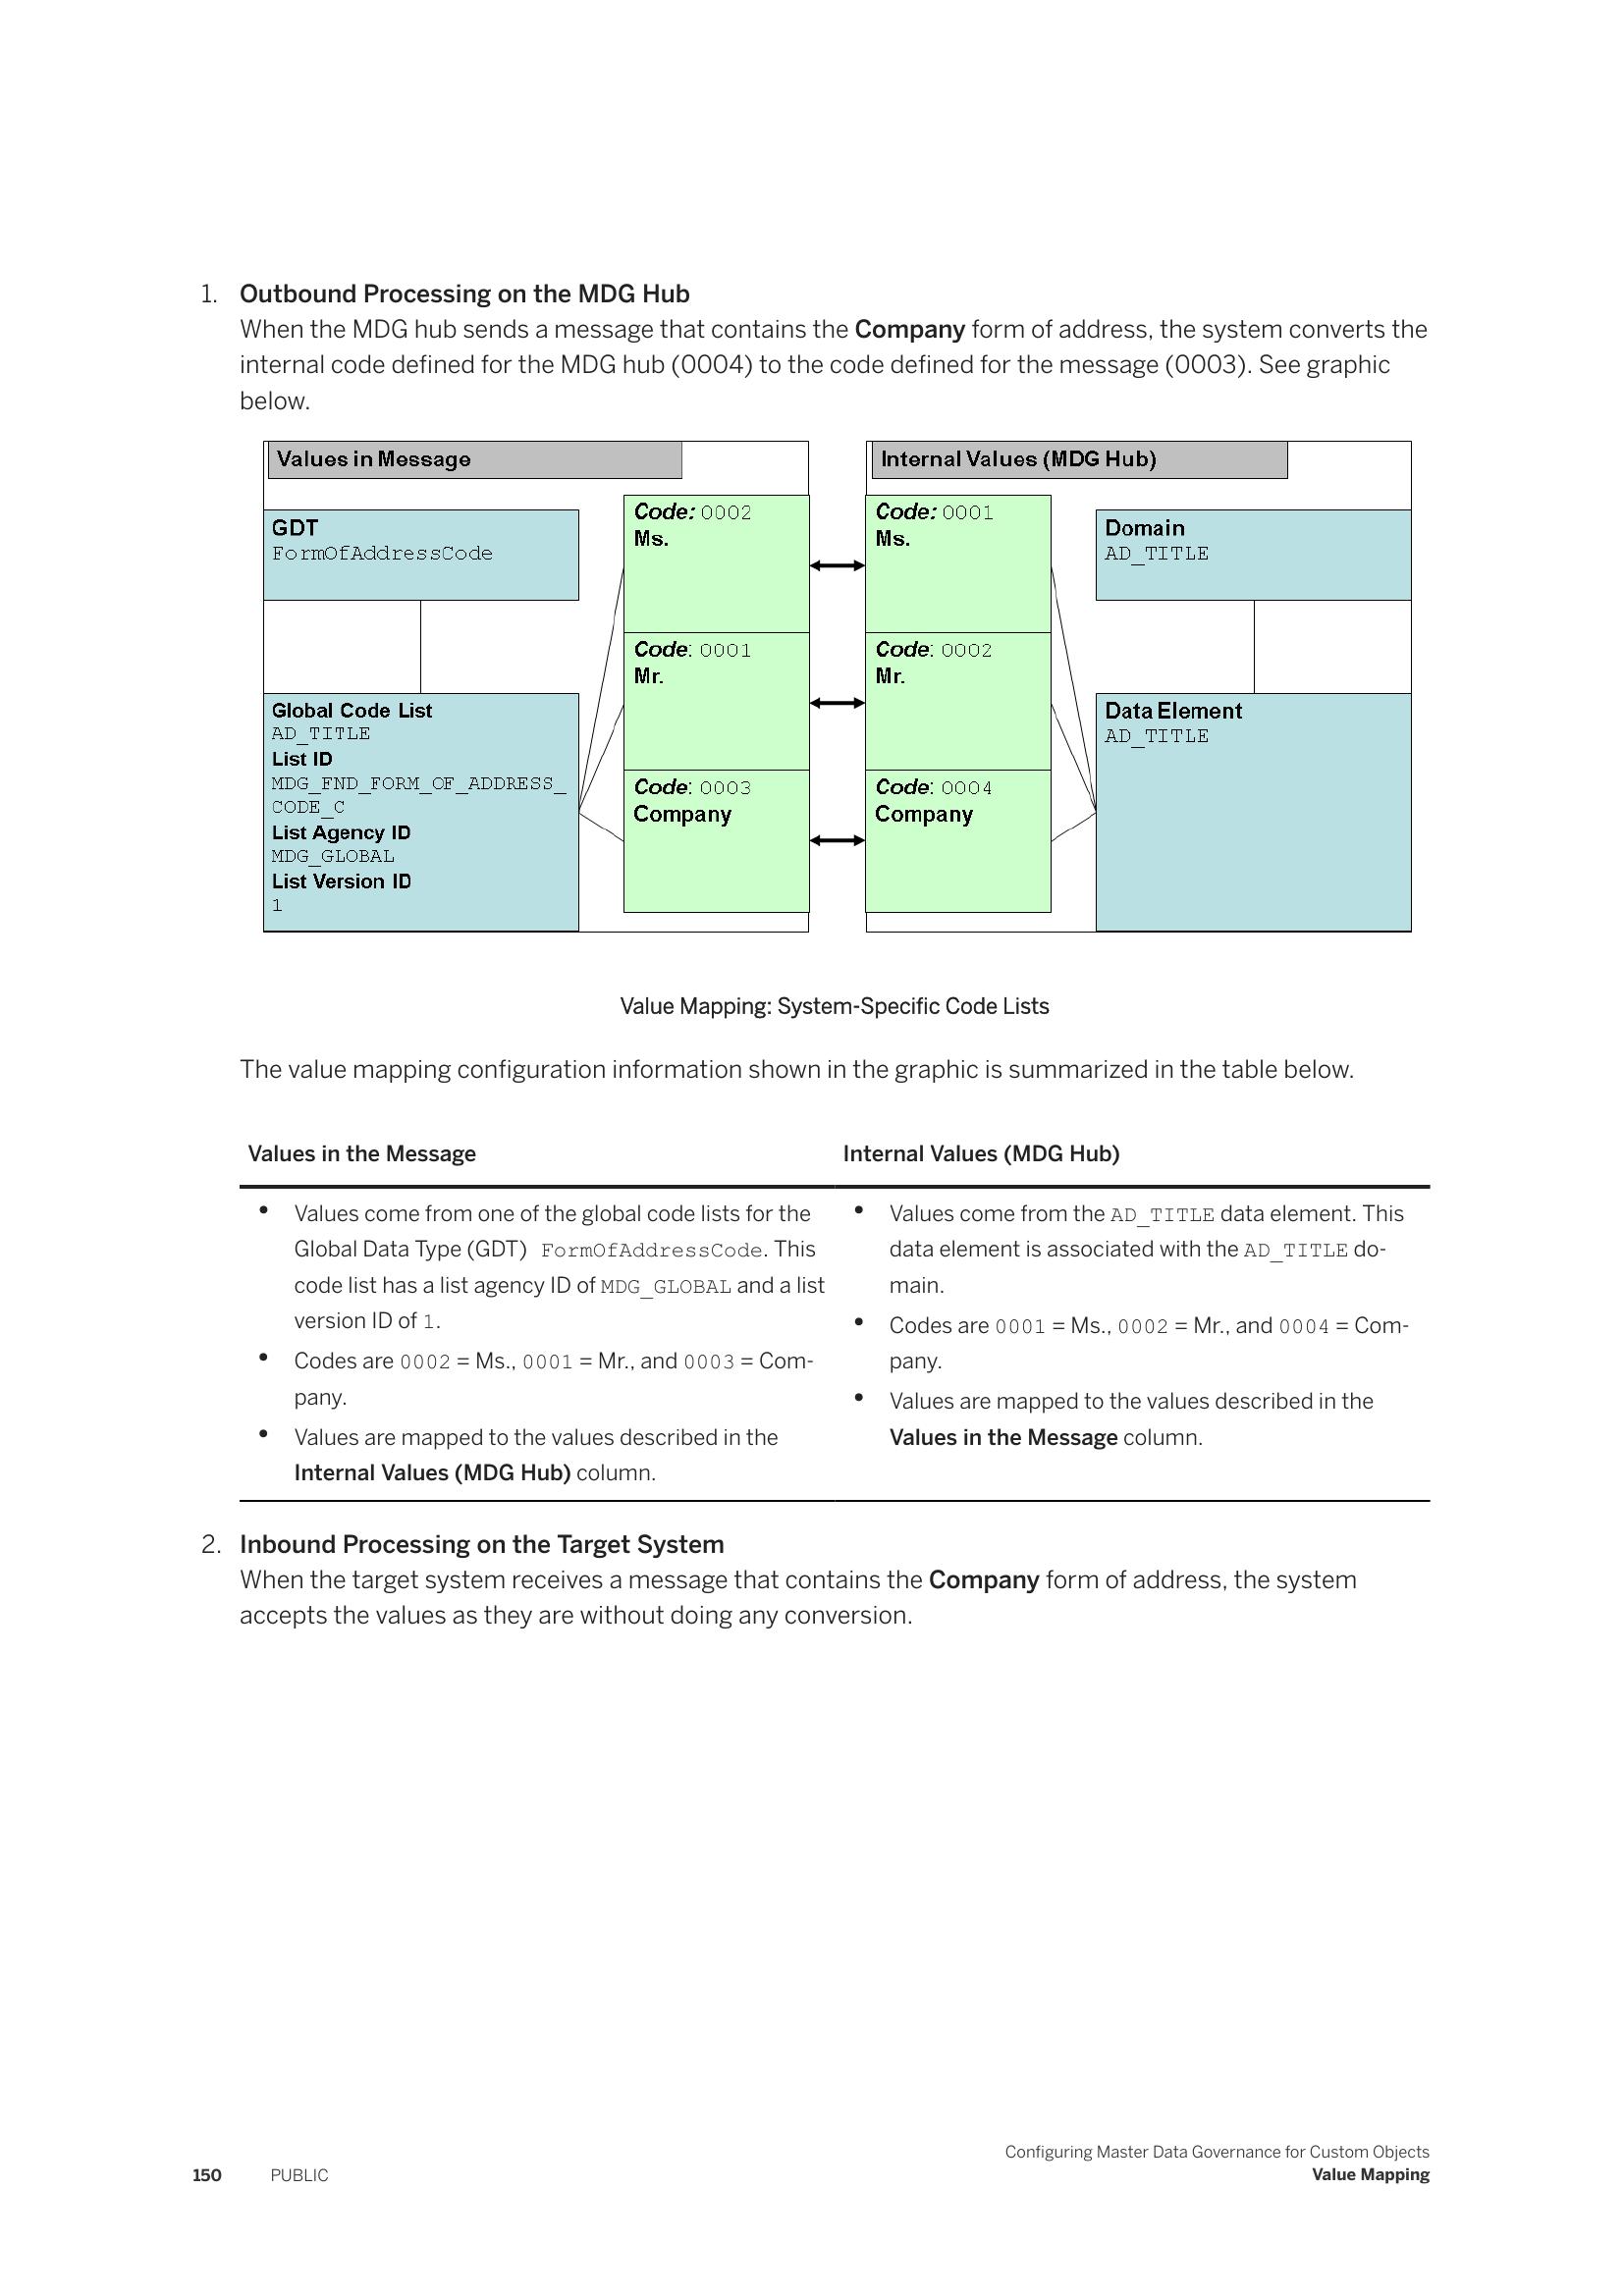 1. Outbound Processing on the MDG Hub
When the MDG hub sends a message that contains the Company form of address, the system converts the
internal code defined for the MDG hub (0004) to the code defined for the message (0003). See graphic
below.
Values in Message
GDT
FormOfAddressCode
Global Code List
AD_TITLE
List ID
MDG_FND_FORM_OF_ADDRESS_
CODE_C
List Agency ID
MDG_GLOBAL
List Version ID
1
Code: 0002
Ms.
Code: 0001
Mr.
Code: 0003
Company
Internal Values (MDG Hub)
Code: 0001
Ms.
Code: 0002
Mr.
Code: 0004
Company
Domain
AD_TITLE
Data Element
AD_TITLE
Value Mapping: System-Specific Code Lists
The value mapping configuration information shown in the graphic is summarized in the table below.
Values in the Message
• Values come from one of the global code lists for the
Global Data Type (GDT) FormOfAddressCode. This
code list has a list agency ID of MDG_GLOBAL and a list
version ID of 1.
• Codes are 0002 = Ms., 0001 = Mr., and 0003 = Com-
pany.
• Values are mapped to the values described in the
Internal Values (MDG Hub) column.
Internal Values (MDG Hub)
• Values come from the AD_TITLE data element. This
data element is associated with the AD_TITLE do-
main.
• Codes are 0001 = Ms., 0002 = Mr., and 0004 = Com-
pany.
• Values are mapped to the values described in the
Values in the Message column.
2. Inbound Processing on the Target System
When the target system receives a message that contains the Company form of address, the system
accepts the values as they are without doing any conversion.
150 PUBLIC
Configuring Master Data Governance for Custom Objects
Value Mapping